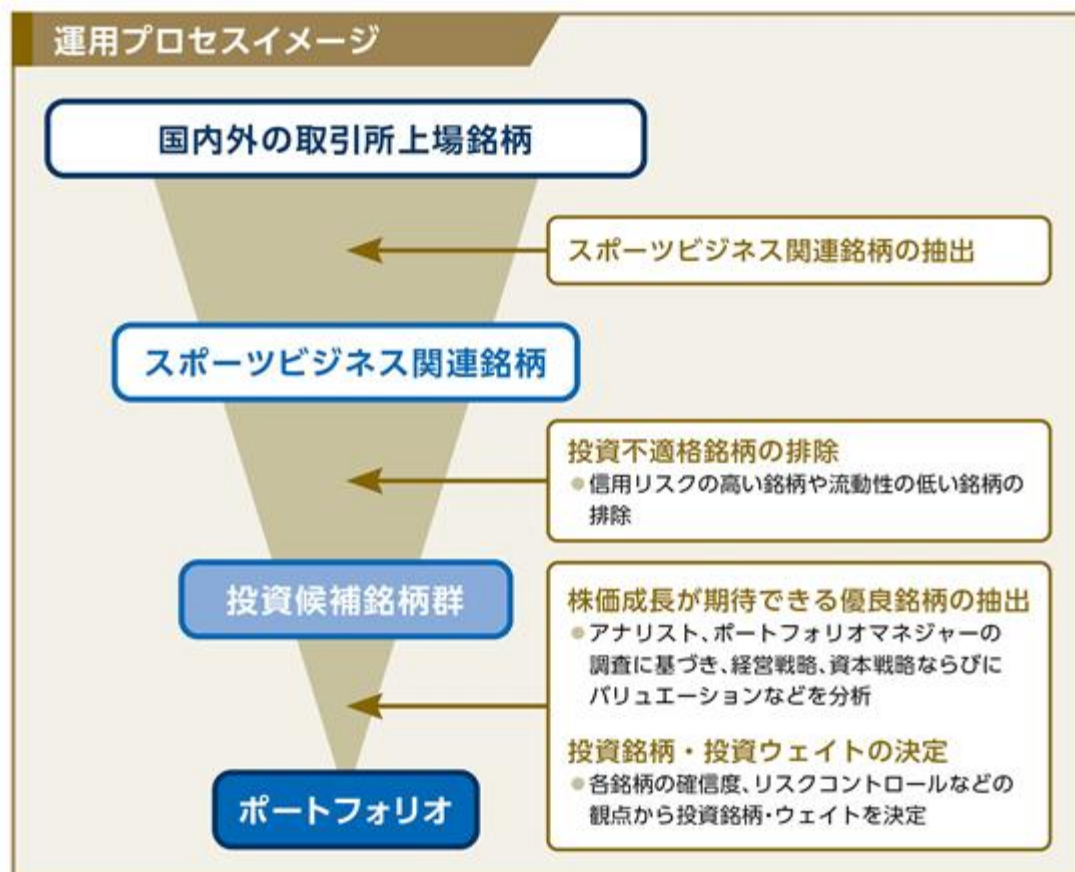 運用プロセスイメージ
国内外の取引所上場銘柄
スポーツビジネス関連銘柄の抽出
スポーツビジネス関連銘柄
投資不適格銘柄の排除
●信用リスクの高い銘柄や流動性の低い銘柄の
排除
投資候補銘柄群
株価成長が期待できる優良銘柄の抽出
●アナリスト、ポートフォリオマネジャーの
調査に基づき、経営戦略、資本戦略ならびに
バリュエーションなどを分析
投資銘柄・投資ウェイトの決定
●各銘柄の確信度、リスクコントロールなどの
観点から投資銘柄・ウェイトを決定
ポートフォリオ